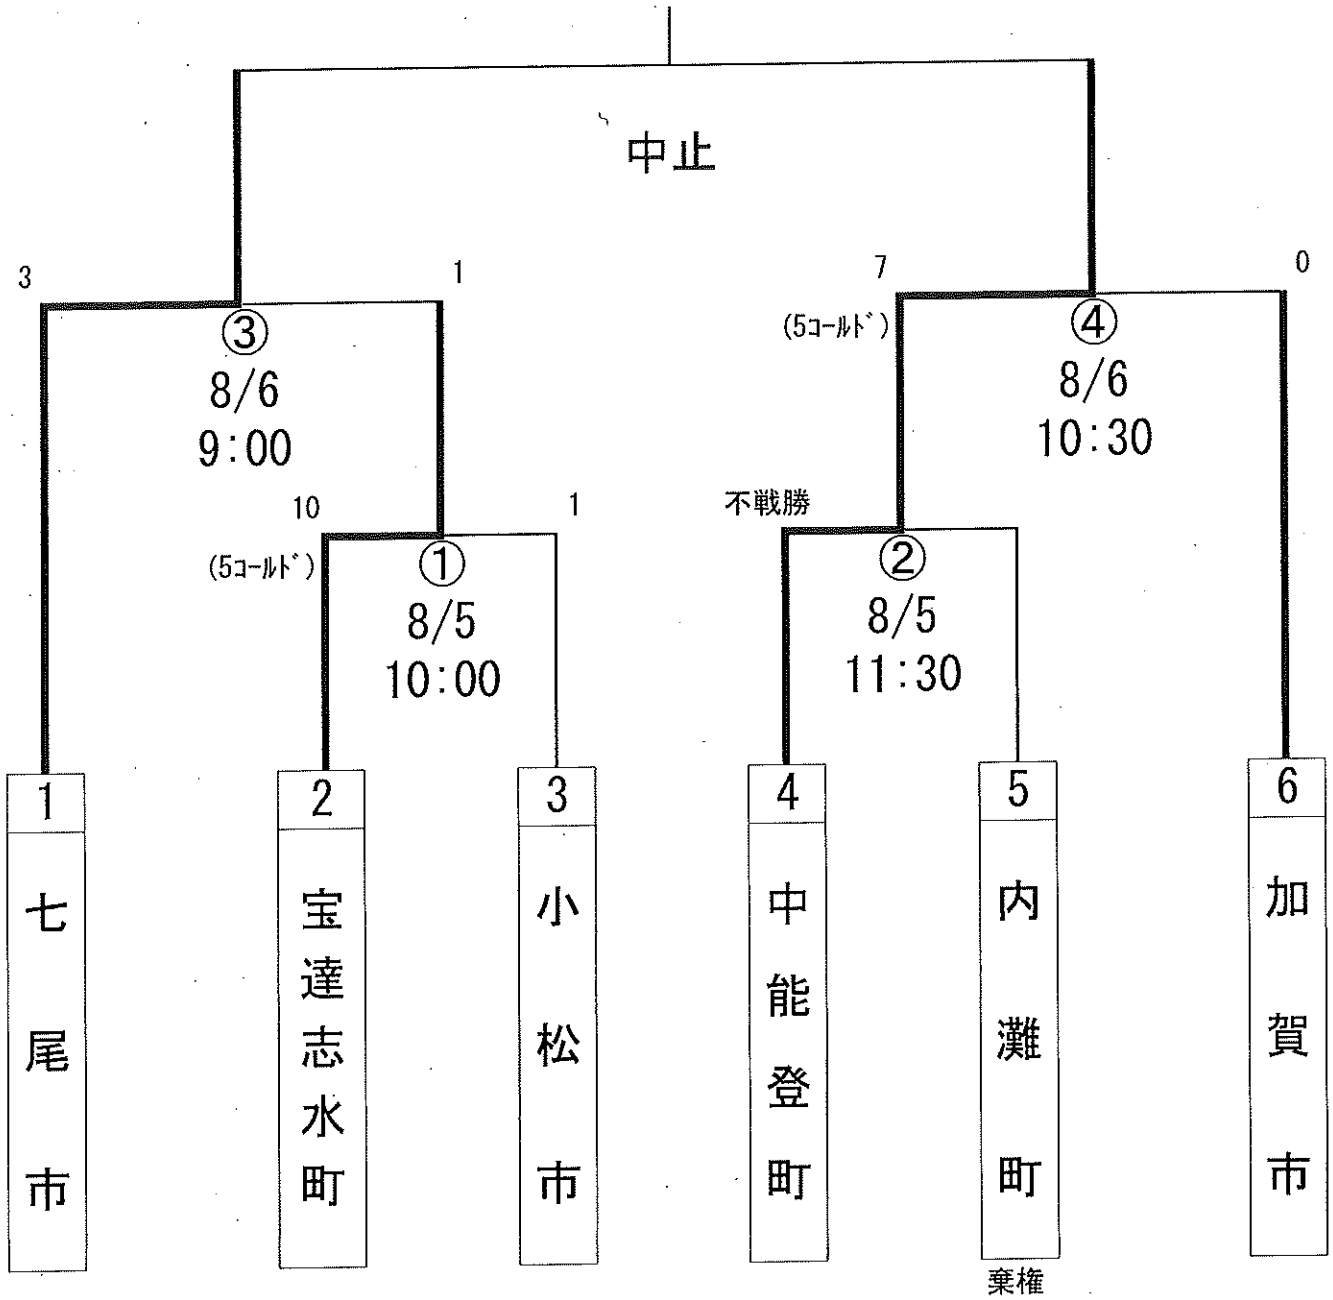 中止
3
1
7
0
③
8/6
9:00
(5ｺｰﾙﾄﾞ)
④
8/6
10:30
10
1
不戦勝
(5ｺｰﾙﾄﾞ)
①
8/5
10:00
②
8/5
11:30
1
七尾市
2
宝達志水町
3
小松市
4
中能登町
5
内灘町
棄権
6
加賀市